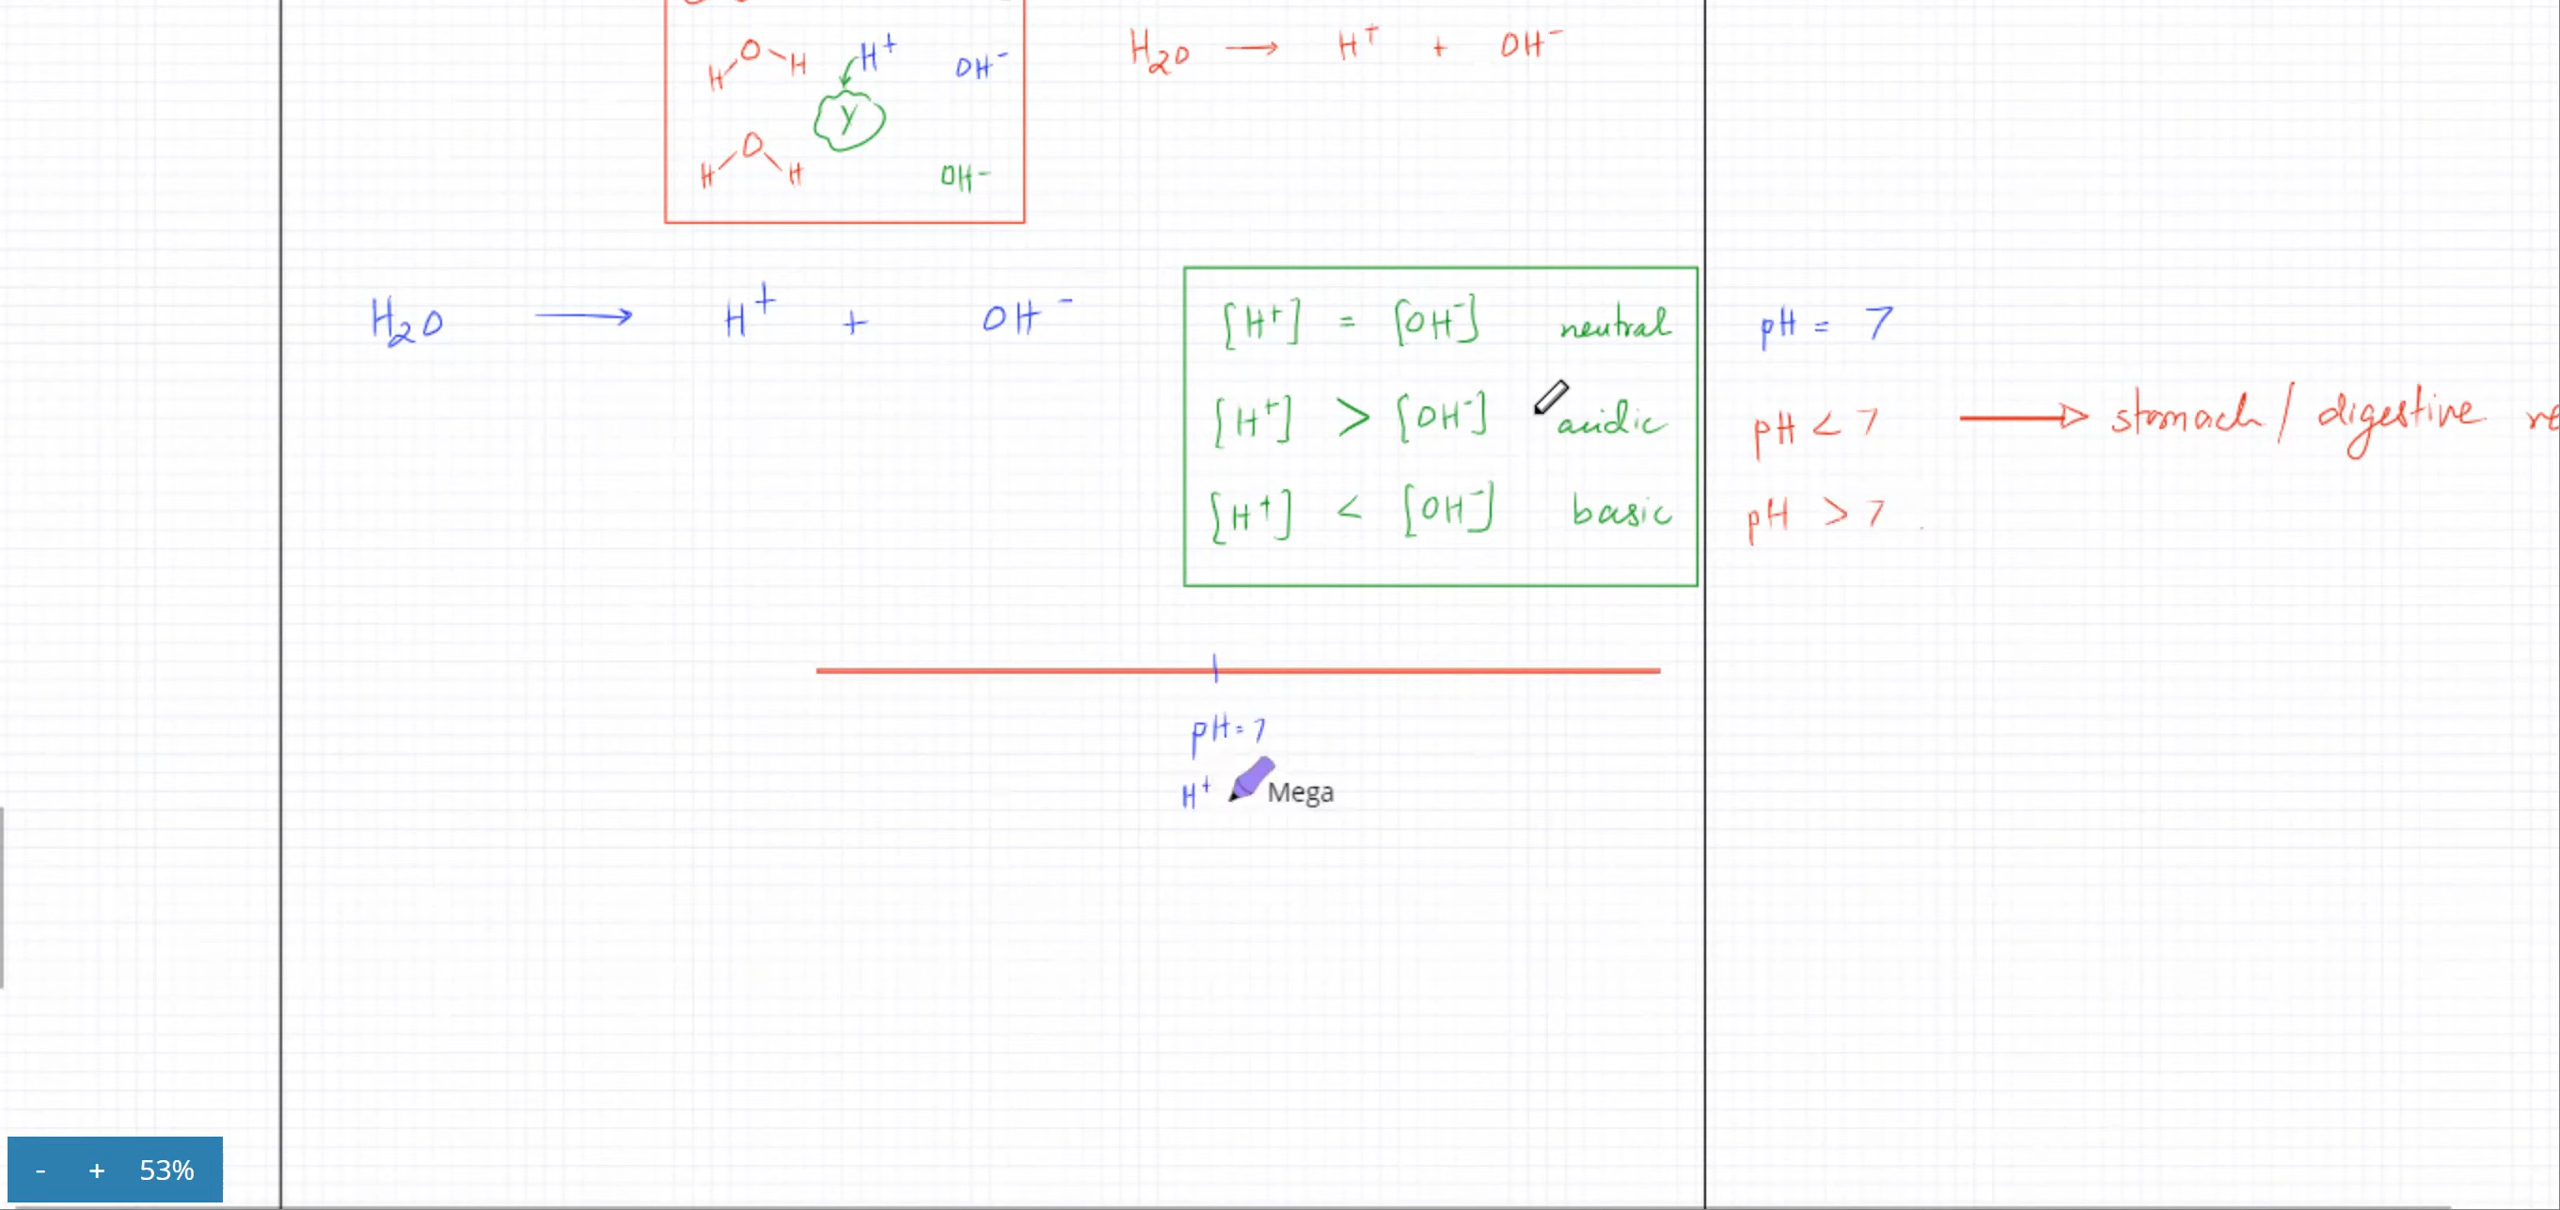 H2O → H+ + OH-
H O H H+ OH-
Y
H O H OH-
H2O → H+ + OH-
[H+] = [OH-] neutral pH = 7
[H+] > [OH-] acidic pH < 7 → stomach / digestive
[H+] < [OH-] basic pH > 7
pH = 7
H+ Mega
- + 53%